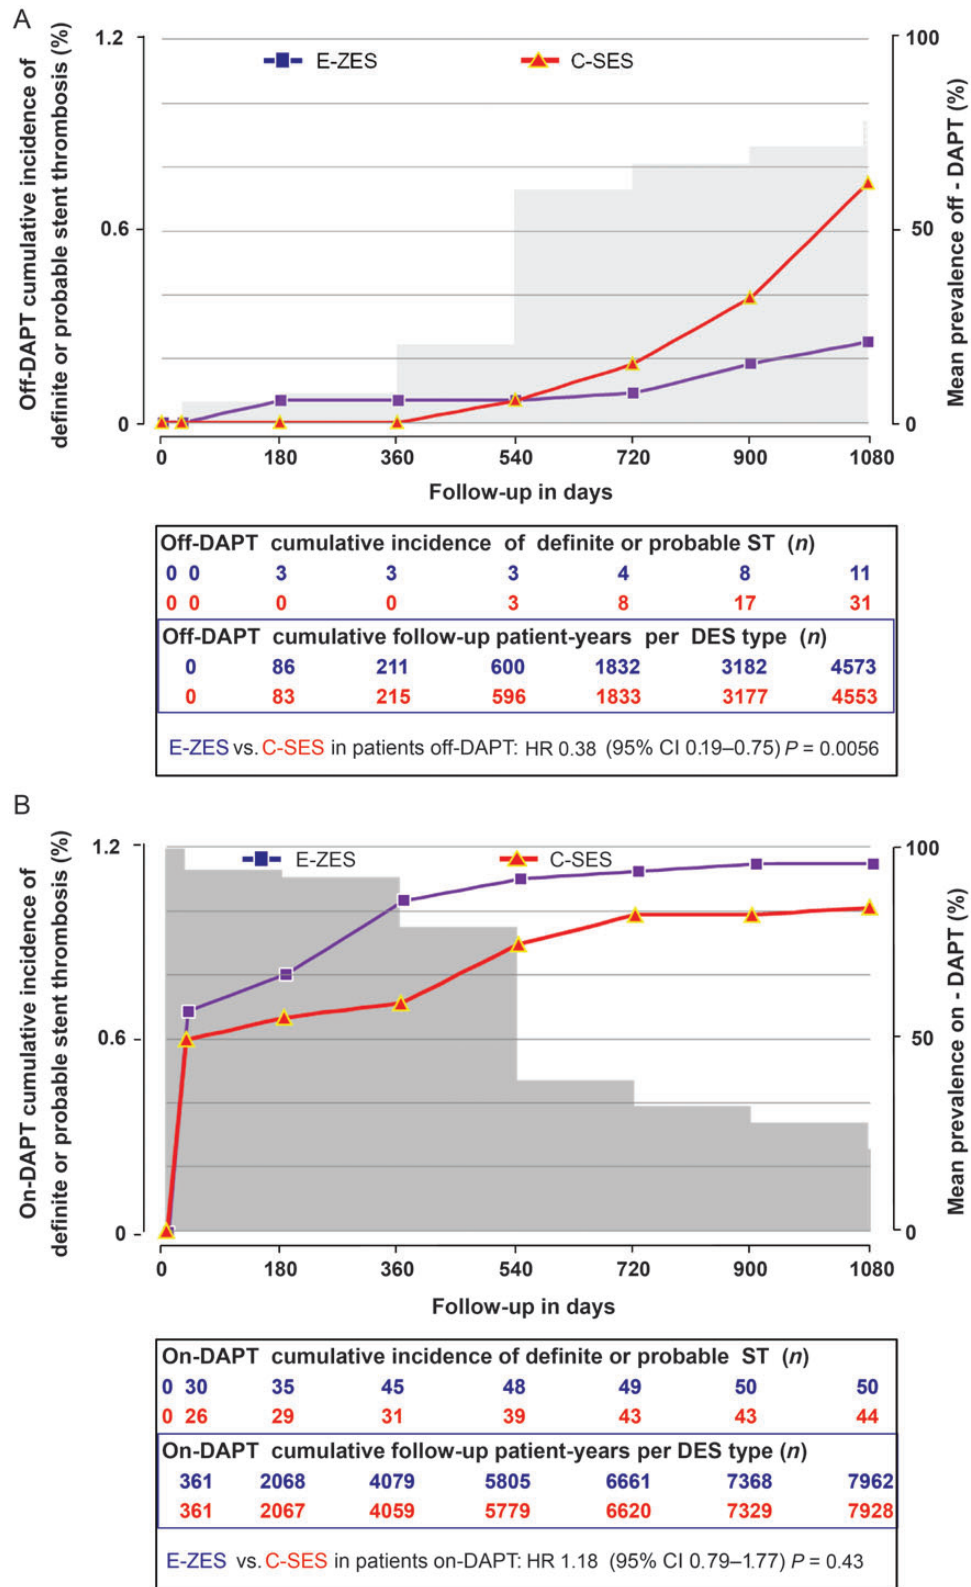 A
Off-DAPT cumulative incidence of
definite or probable stent thrombosis (%)
1.2
0.6
0
E-ZES
C-SES
100
50
0
Mean prevalence off - DAPT (%)
0 180 360 540 720 900 1080
Follow-up in days
Off-DAPT cumulative incidence of definite or probable ST (n)
0 0 3 3 3 4 8 11
0 0 0 0 3 8 17 31
Off-DAPT cumulative follow-up patient-years per DES type (n)
0 86 211 600 1832 3182 4573
0 83 215 596 1833 3177 4553
E-ZES vs. C-SES in patients off-DAPT: HR 0.38 (95% CI 0.19–0.75) P = 0.0056
B
On-DAPT cumulative incidence of
definite or probable stent thrombosis (%)
1.2
0.6
0
E-ZES
C-SES
100
50
0
Mean prevalence on - DAPT (%)
0 180 360 540 720 900 1080
Follow-up in days
On-DAPT cumulative incidence of definite or probable ST (n)
0 30 35 45 48 49 50 50
0 26 29 31 39 43 43 44
On-DAPT cumulative follow-up patient-years per DES type (n)
361 2068 4079 5805 6661 7368 7962
361 2067 4059 5779 6620 7329 7928
E-ZES vs. C-SES in patients on-DAPT: HR 1.18 (95% CI 0.79–1.77) P = 0.43